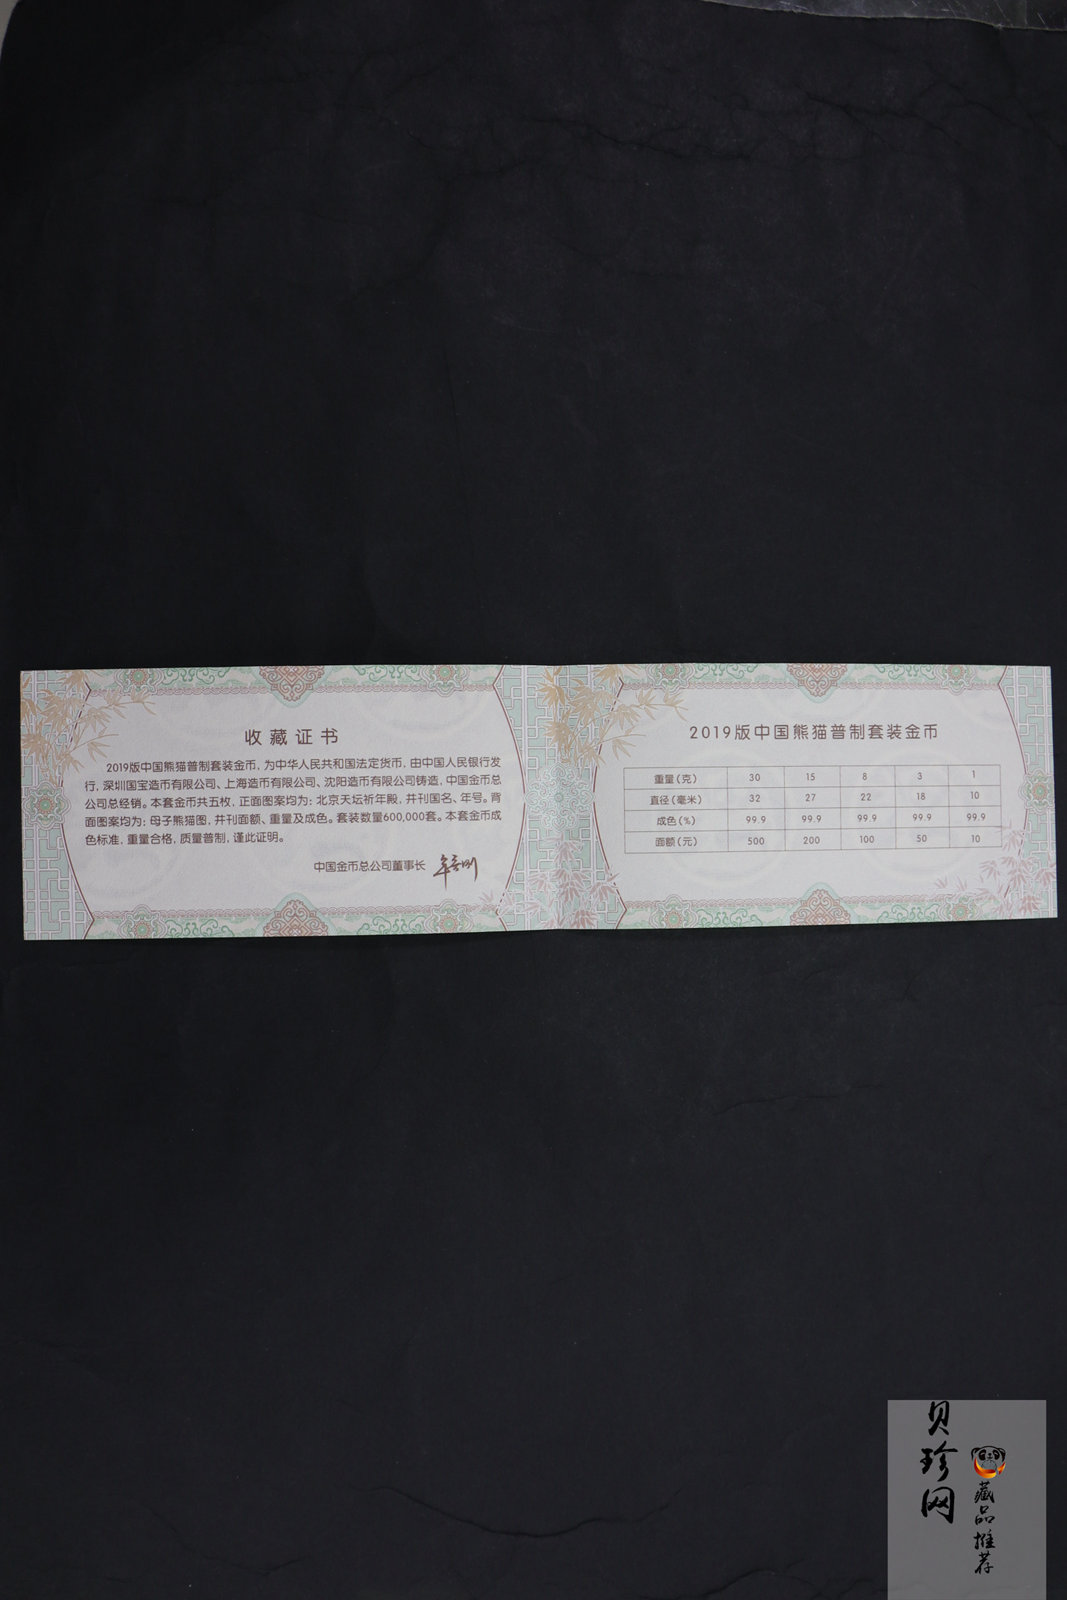 收藏证书
2019版中国熊猫普制套装金币，为中华人民共和国法定货币，由中国人民银行发
行，深圳国宝造币有限公司、上海造币有限公司、沈阳造币有限公司铸造，中国金币总
公司总经销。本套金币共五枚，正面图案均为：北京天坛祈年殿，并刊国名、年号。背
面图案均为：母子熊猫图，并刊面额、重量及成色。套装数量600,000套。本套金币成
色标准，重量合格，质量普制，谨此证明。
中国金币总公司董事长
2019版中国熊猫普制套装金币
重量(克) 30 15 8 3 1
直径(毫米) 32 27 22 18 10
成色(%) 99.9 99.9 99.9 99.9 99.9
面额(元) 500 200 100 50 10
贝珍网
藏品推荐